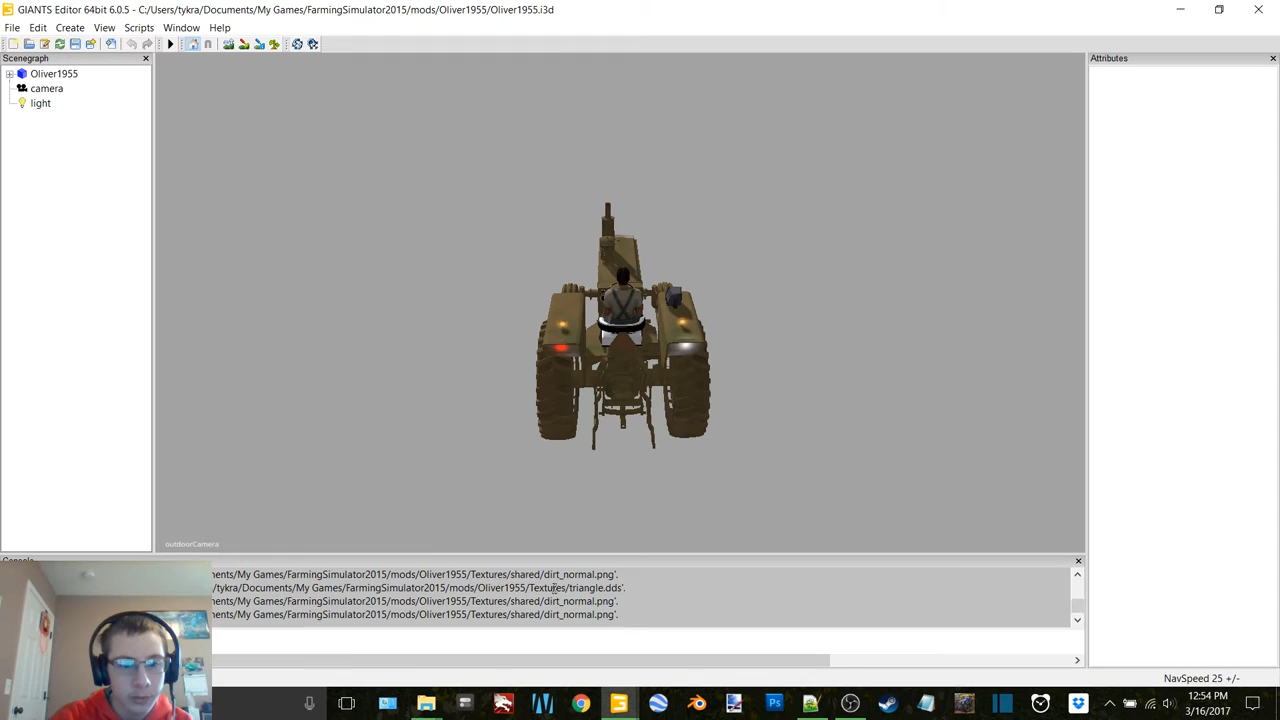 GIANTS Editor 64bit 6.0.5 - C:/Users/tykra/Documents/My Games/FarmingSimulator2015/mods/Oliver1955/Oliver1955.i3d
File Edit Create View Scripts Window Help
Scenegraph
Attributes
Oliver1955
camera
light
outdoorCamera
ments/My Games/FarmingSimulator2015/mods/Oliver1955/Textures/shared/dirt_normal.png'.
/tykra/Documents/My Games/FarmingSimulator2015/mods/Oliver1955/Textures/triangle.dds'.
ments/My Games/FarmingSimulator2015/mods/Oliver1955/Textures/shared/dirt_normal.png'.
ments/My Games/FarmingSimulator2015/mods/Oliver1955/Textures/shared/dirt_normal.png'.
NavSpeed 25 +/-
12:54 PM
3/16/2017